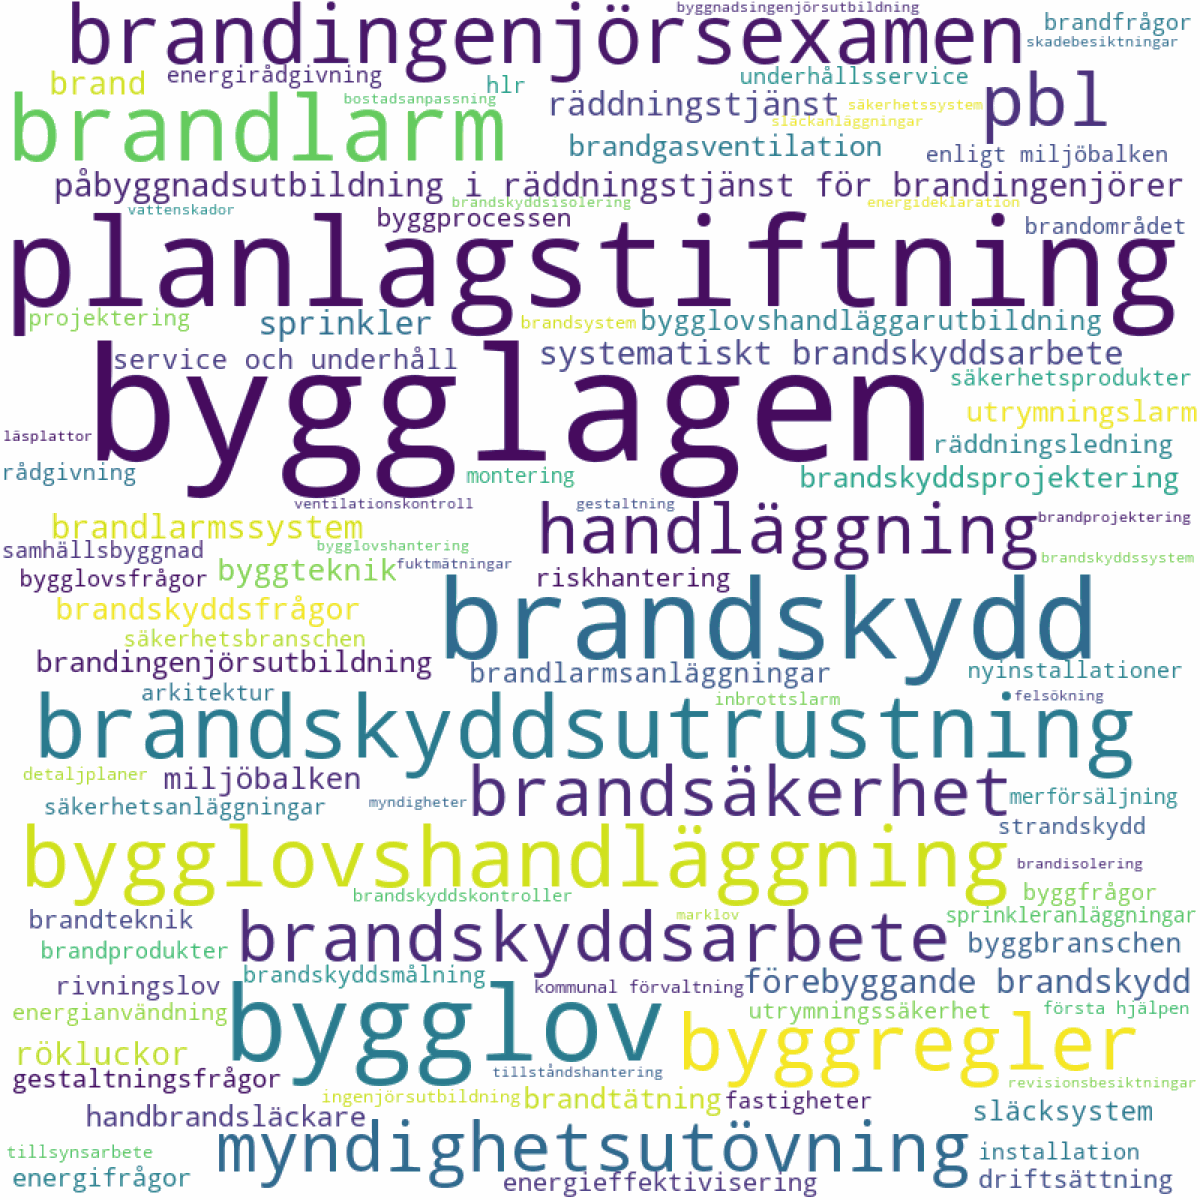 byggnadsingenjörsutbildning
brandingenjörsexamen
brandfrågor
skadebesiktningar
brand
energirådgivning
hlr
underhållsservice
bostadsanpassning
brandlarm
räddningstjänst
säkerhetssystem
pbl
släckanläggningar
brandgasventilation
enligt miljöbalken
påbyggnadsutbildning i räddningstjänst för brandingenjörer
brandskyddsisolering
energideklaration
vattenskador
byggprocessen
brandområdet
planlagstiftning
projektering
sprinkler
brandsystem
bygglovshandläggarutbildning
service och underhåll
systematiskt brandskyddsarbete
bygglagen
säkerhetsprodukter
utrymningslarm
läsplattor
räddningsledning
rådgivning
montering
brandskyddsprojektering
ventilationskontroll
gestaltning
brandlarmssystem
handläggning
brandprojektering
samhällsbyggnad
bygglovshantering
brandskyddssystem
bygglovsfrågor
byggteknik
fuktmätningar
riskhantering
brandskyddsfrågor
brandskydd
säkerhetsbranschen
brandingenjörsutbildning
brandlarmsanläggningar
nyinstallationer
arkitektur
inbrottslarm
felsökning
brandskyddsutrustning
detaljplaner
miljöbalken
brandsäkerhet
säkerhetsanläggningar
myndigheter
merförsäljning
strandskydd
bygglovshandläggning
brandisolering
brandskyddskontroller
byggfrågor
brandteknik
marklov
sprinkleranläggningar
brandskyddsarbete
brandprodukter
byggbranschen
brandskyddsmålning
rivningslov
kommunal förvaltning
förebyggande brandskydd
energianvändning
bygglov
utrymningssäkerhet
första hjälpen
rökluckor
byggregler
gestaltningsfrågor
tillståndshantering
revisionsbesiktningar
ingenjörsutbildning
brandtätning
fastigheter
handbrandsläckare
släcksystem
myndighetsutövning
tillsynsarbete
installation
energifrågor
energieffektivisering
driftsättning